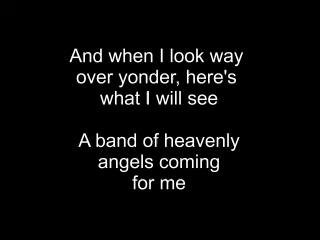 And when I look way
over yonder, here's
what I will see
A band of heavenly
angels coming
for me